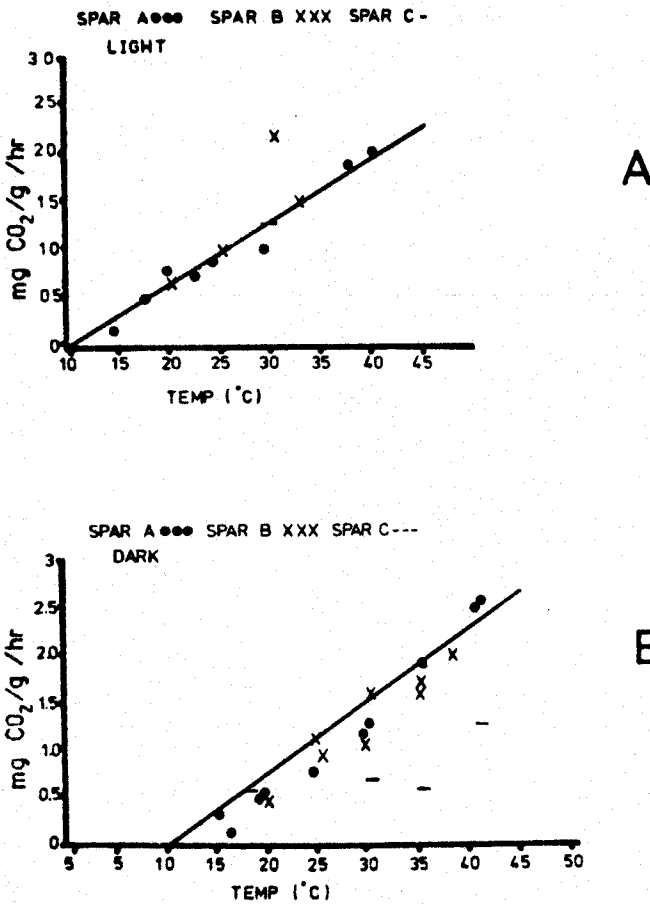 SPAR A●●● SPAR B XXX SPAR C-
LIGHT
30
25
20
15
10
05
0
mg CO₂/g/hr
10 15 20 25 30 35 40 45
TEMP (°C)
A
SPAR A●●● SPAR B XXX SPAR C---
DARK
3
2.5
2.0
1.5
1.0
0.5
0
mg CO₂/g/hr
5 5 10 15 20 25 30 35 40 45 50
TEMP (°C)
B